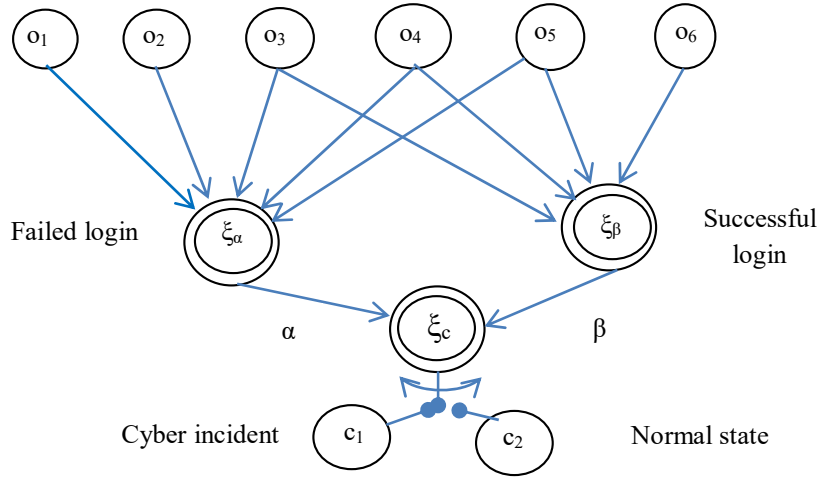 o₁ o₂ o₃ o₄ o₅ o₆
Failed login
ξα
ξβ
Successful
login
α
ξc
β
Cyber incident
c₁
c₂
Normal state